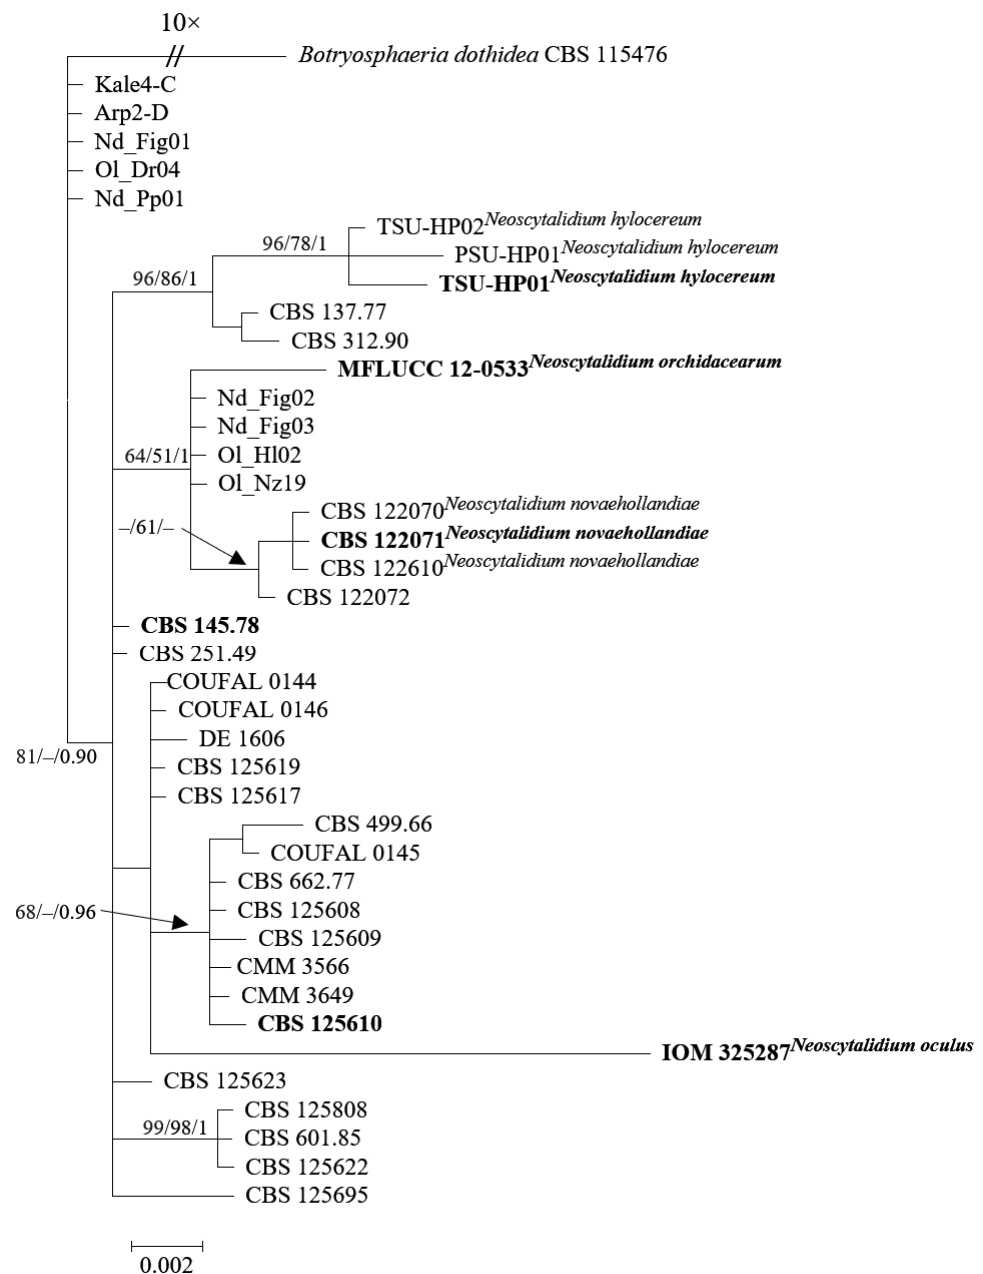 10×
Botryosphaeria dothidea CBS 115476
Kale4-C
Arp2-D
Nd_Fig01
Ol_Dr04
Nd_Pp01
TSU-HP02 Neoscytalidium hylocereum
96/78/1
PSU-HP01 Neoscytalidium hylocereum
96/86/1
TSU-HP01 Neoscytalidium hylocereum
CBS 137.77
CBS 312.90
MFLUCC 12-0533 Neoscytalidium orchidacearum
Nd_Fig02
Nd_Fig03
64/51/1
Ol_Hl02
Ol_Nz19
CBS 122070 Neoscytalidium novaehollandiae
–/61/–
CBS 122071 Neoscytalidium novaehollandiae
CBS 122610 Neoscytalidium novaehollandiae
CBS 122072
CBS 145.78
CBS 251.49
COUFAL 0144
COUFAL 0146
DE 1606
81/–/0.90
CBS 125619
CBS 125617
CBS 499.66
COUFAL 0145
CBS 662.77
68/–/0.96
CBS 125608
CBS 125609
CMM 3566
CMM 3649
CBS 125610
IOM 325287 Neoscytalidium oculus
CBS 125623
CBS 125808
99/98/1
CBS 601.85
CBS 125622
CBS 125695
0.002